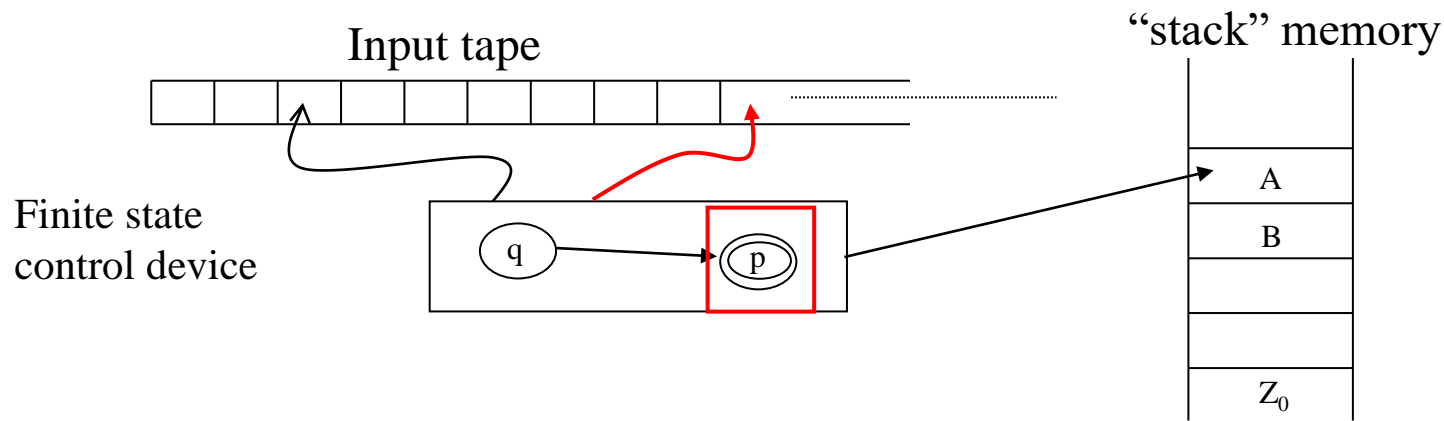 Input tape
“stack” memory
Finite state
control device
q
p
A
B
Z₀